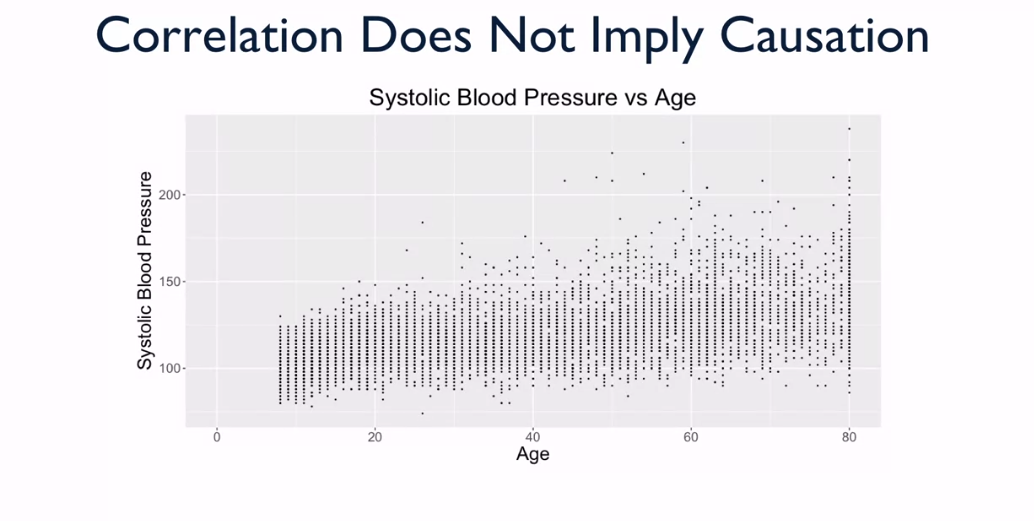 Correlation Does Not Imply Causation
Systolic Blood Pressure vs Age
Systolic Blood Pressure
200
150
100
0 20 40 60 80
Age